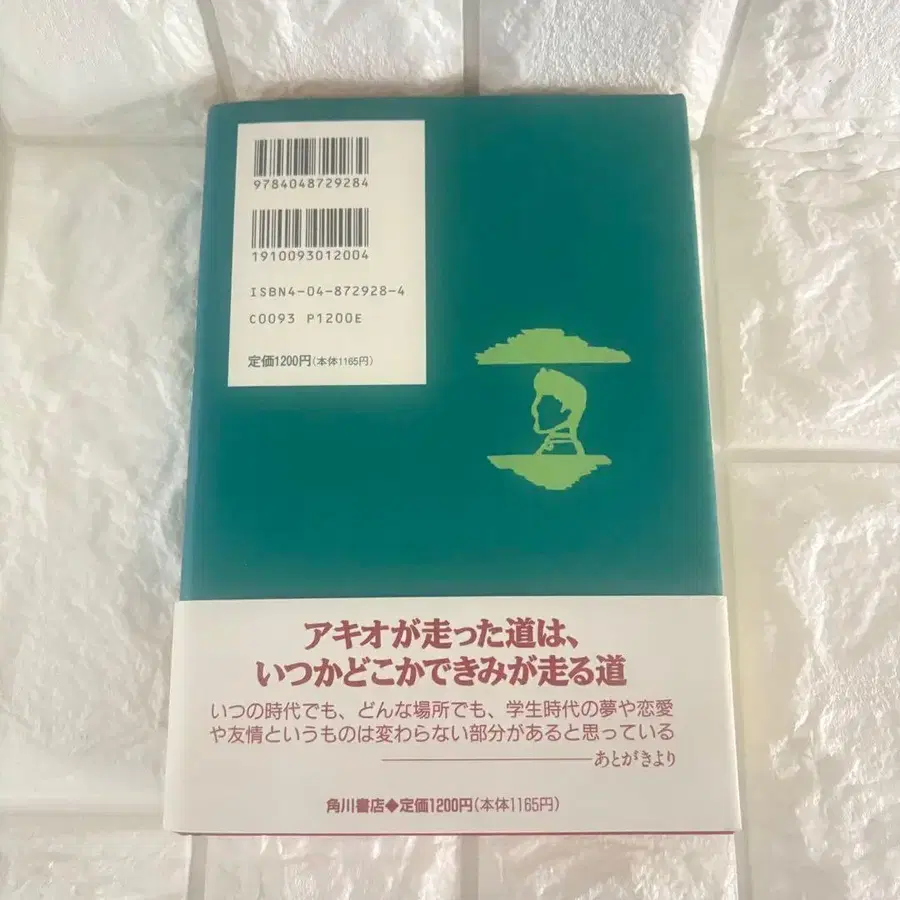 9784048729284
1910093012004
ISBN4-04-872928-4
C0093 P1200E
定価1200円(本体1165円)
アキオが走った道は、
いつかどこかできみが走る道
いつの時代でも、どんな場所でも、学生時代の夢や恋愛
や友情というものは変わらない部分があると思っている
――――あとがきより
角川書店◆定価1200円(本体1165円)